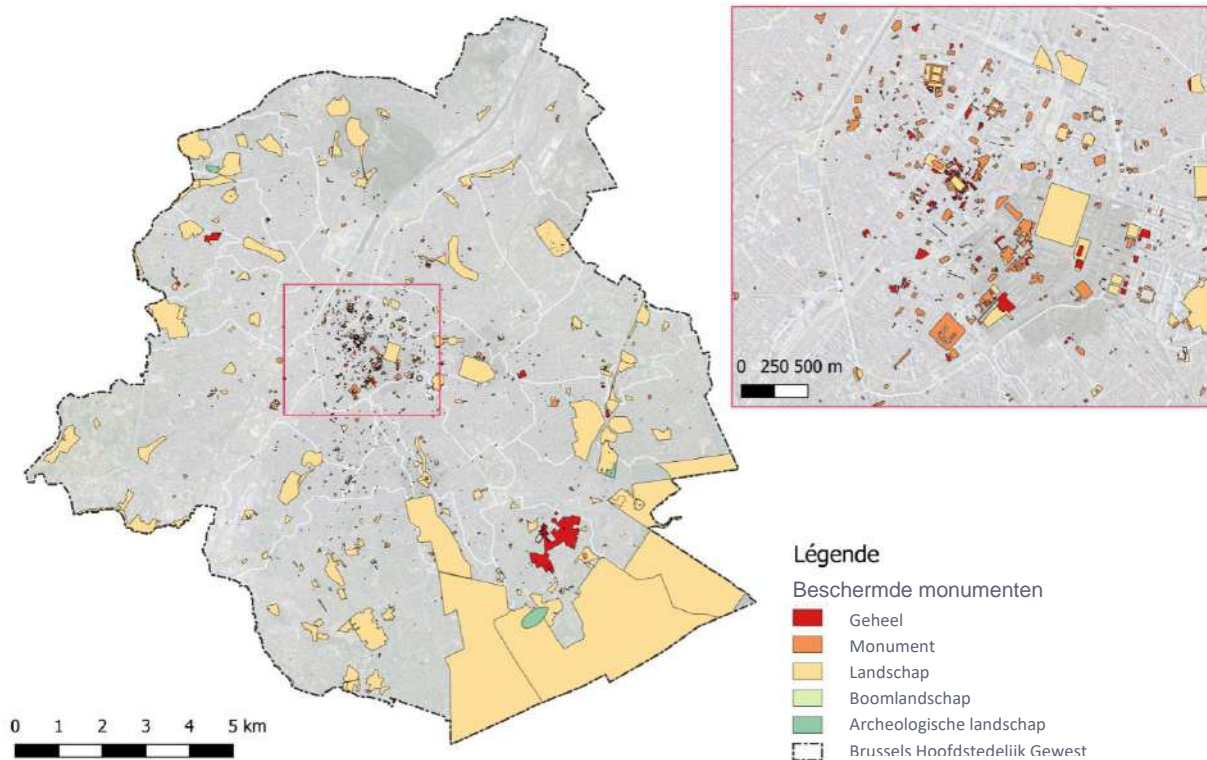 0 250 500 m
Légende
Beschermde monumenten
Geheel
Monument
Landschap
Boomlandschap
Archeologische landschap
Brussels Hoofdstedelijk Gewest
0 1 2 3 4 5 km